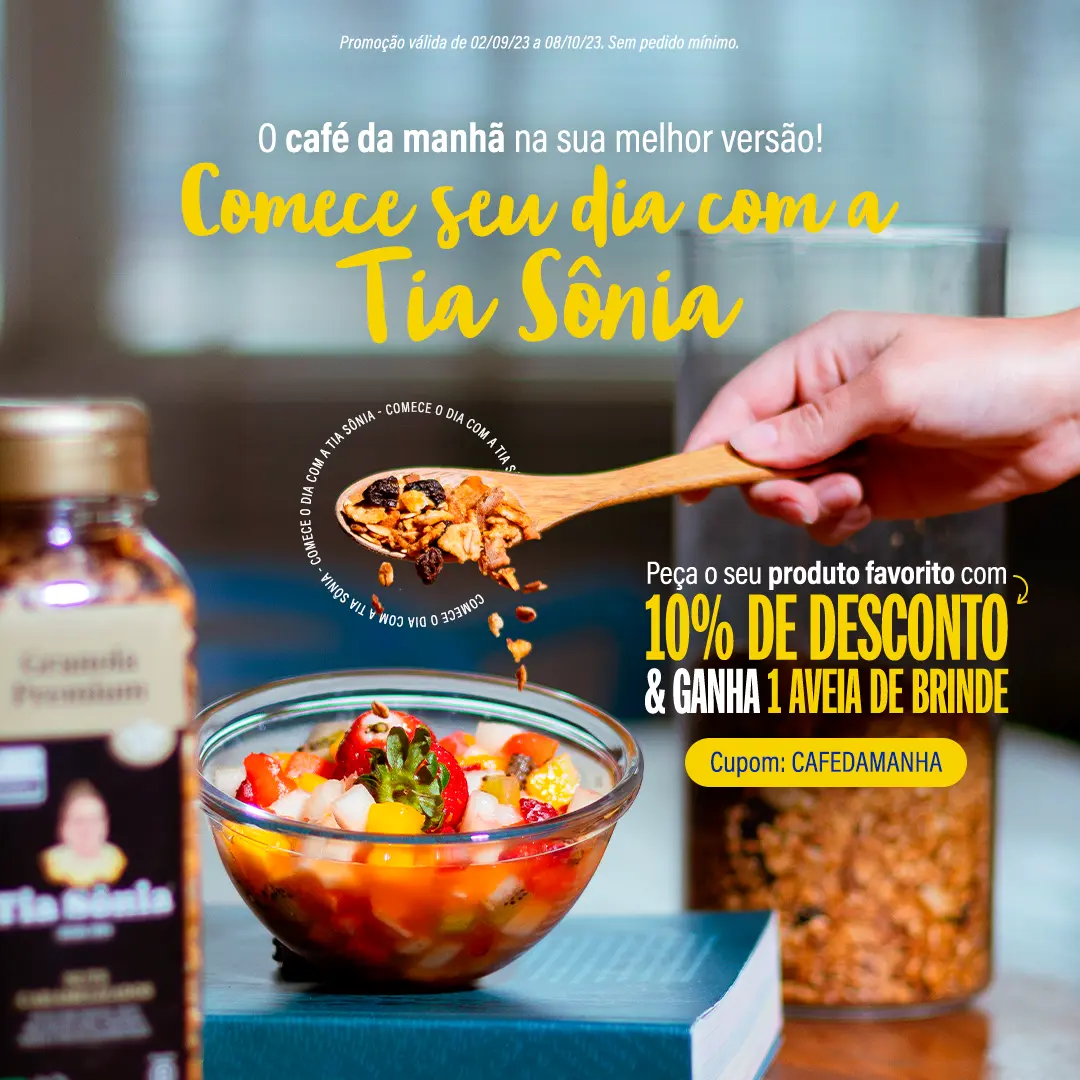 Promoção válida de 02/09/23 a 08/10/23. Sem pedido mínimo.
O café da manhã na sua melhor versão!
Comece seu dia com a
Tia Sônia
COMECE O DIA COM A TIA SÔNIA - COMECE O DIA COM A TIA S
COMECE O DIA COM A TIA SÔNIA -
Peça o seu produto favorito com
10% DE DESCONTO
& GANHA 1 AVEIA DE BRINDE
Cupom: CAFEDAMANHA
Granola
Premium
Tia Sônia